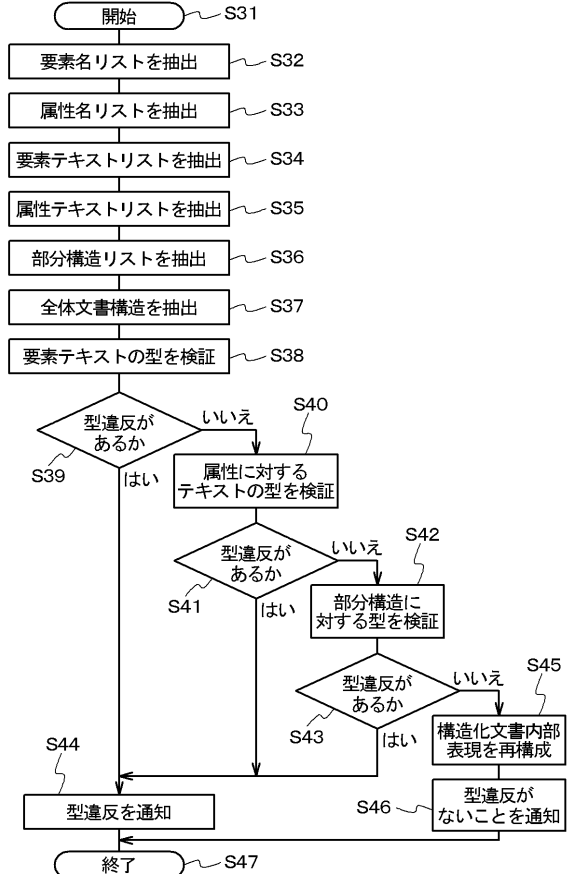 開始
S31
要素名リストを抽出
S32
属性名リストを抽出
S33
要素テキストリストを抽出
S34
属性テキストリストを抽出
S35
部分構造リストを抽出
S36
全体文書構造を抽出
S37
要素テキストの型を検証
S38
型違反が
あるか
S39
いいえ
はい
S40
属性に対する
テキストの型を検証
型違反が
あるか
S41
いいえ
はい
S42
部分構造に
対する型を検証
型違反が
あるか
S43
いいえ
はい
S45
構造化文書内部
表現を再構成
S44
型違反を通知
S46
型違反が
ないことを通知
終了
S47